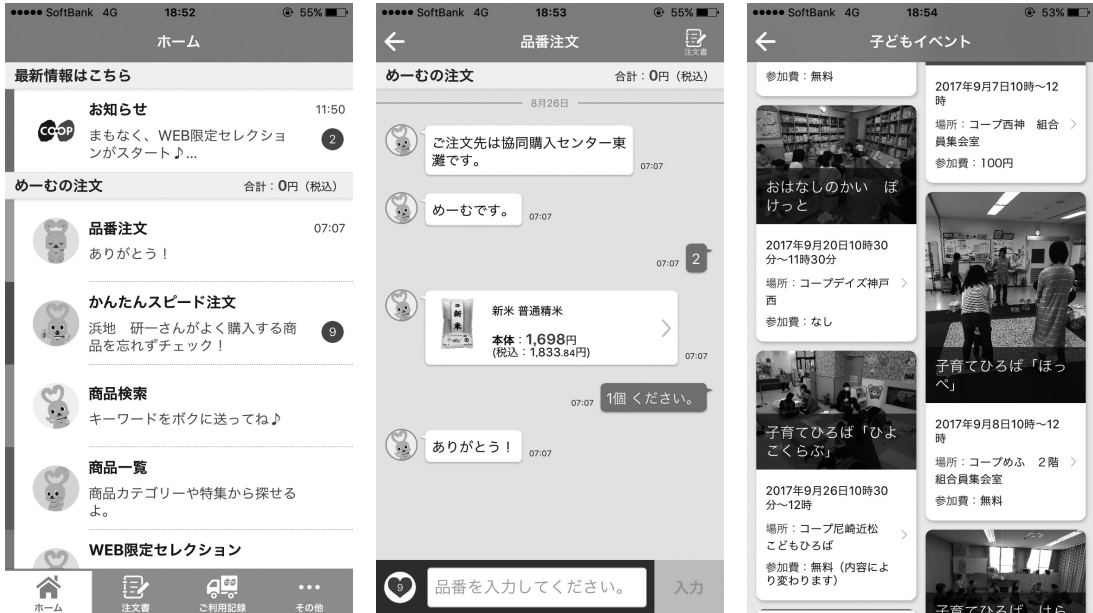 SoftBank 4G 18:52 55%
ホーム
最新情報はこちら
お知らせ 11:50
CO・OP
まもなく、WEB限定セレクショ
ンがスタート♪... 2
めーむの注文 合計：0円（税込）
品番注文 07:07
ありがとう！
かんたんスピード注文
浜地 研一さんがよく購入する商
品を忘れずチェック！ 9
商品検索
キーワードをボクに送ってね♪
商品一覧
商品カテゴリーや特集から探せる
よ。
WEB限定セレクション
ホーム 注文書 ご利用記録 その他
SoftBank 4G 18:53 55%
品番注文 注文書
めーむの注文 合計：0円（税込）
8月26日
ご注文先は協同購入センター東
灘です。 07:07
めーむです。 07:07
07:07 2
新米
新米 普通精米
本体：1,698円
(税込：1,833.84円) 07:07
07:07 1個 ください。
ありがとう！ 07:07
9 品番を入力してください。 入力
SoftBank 4G 18:54 53%
子どもイベント
参加費：無料
おはなしのかい ぽ
けっと
2017年9月20日10時30
分～11時30分
場所：コープデイズ神戸
西
参加費：なし
子育てひろば「ひよ
こくらぶ」
2017年9月26日10時30
分～12時
場所：コープ尼崎近松
こどもひろば
参加費：無料（内容によ
り変わります）
2017年9月7日10時～12
時
場所：コープ西神 組合
員集会室
参加費：100円
子育てひろば「ほっ
ぺ」
2017年9月8日10時～12
時
場所：コープめふ ２階
組合員集会室
参加費：無料
子育てひろば「はら